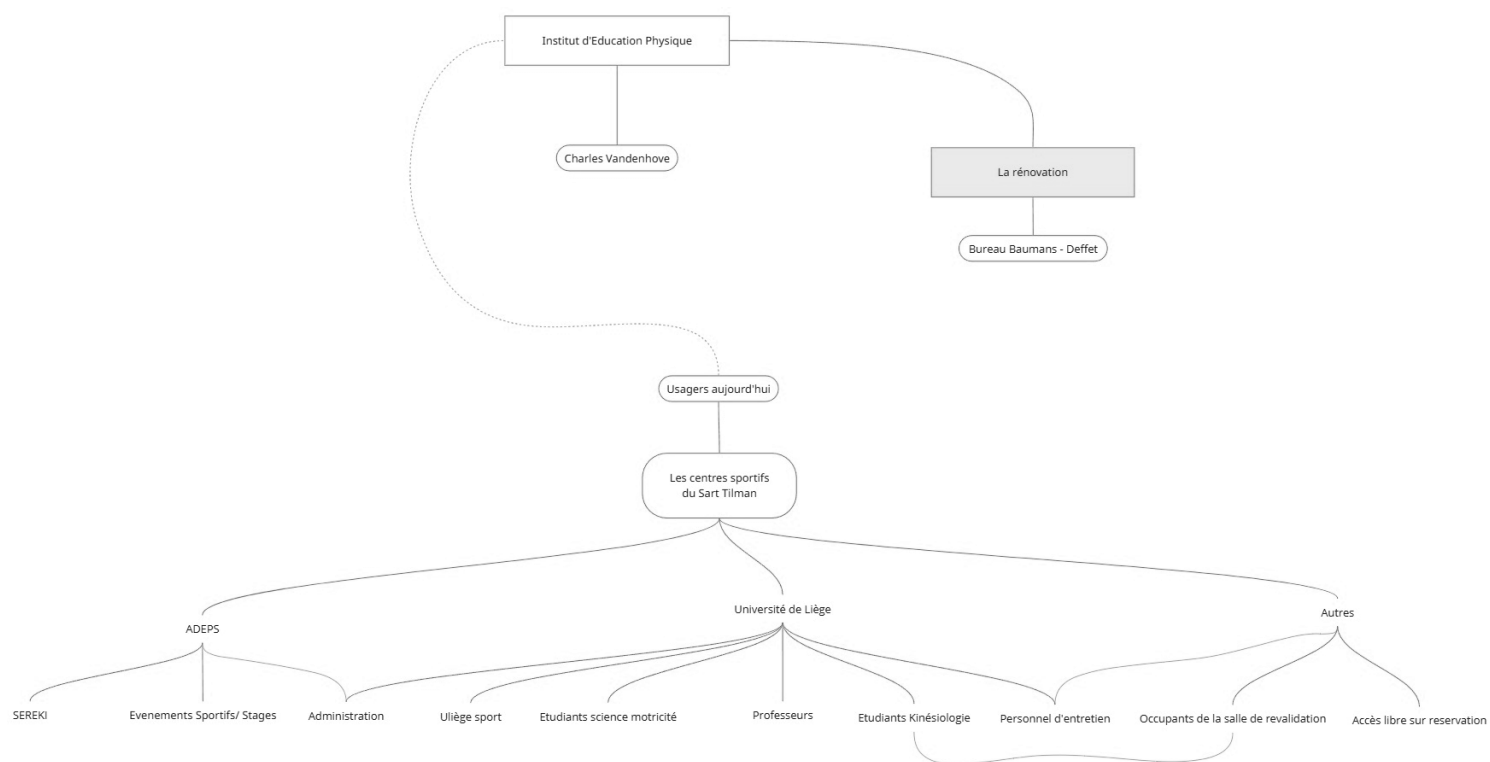 Institut d'Education Physique
Charles Vandenhove
La rénovation
Bureau Baumans - Deffet
Usagers aujourd'hui
Les centres sportifs
du Sart Tilman
ADEPS
Université de Liège
Autres
SEREKI
Evenements Sportifs/ Stages
Administration
Uliège sport
Etudiants science motricité
Professeurs
Etudiants Kinésiologie
Personnel d'entretien
Occupants de la salle de revalidation
Accès libre sur reservation